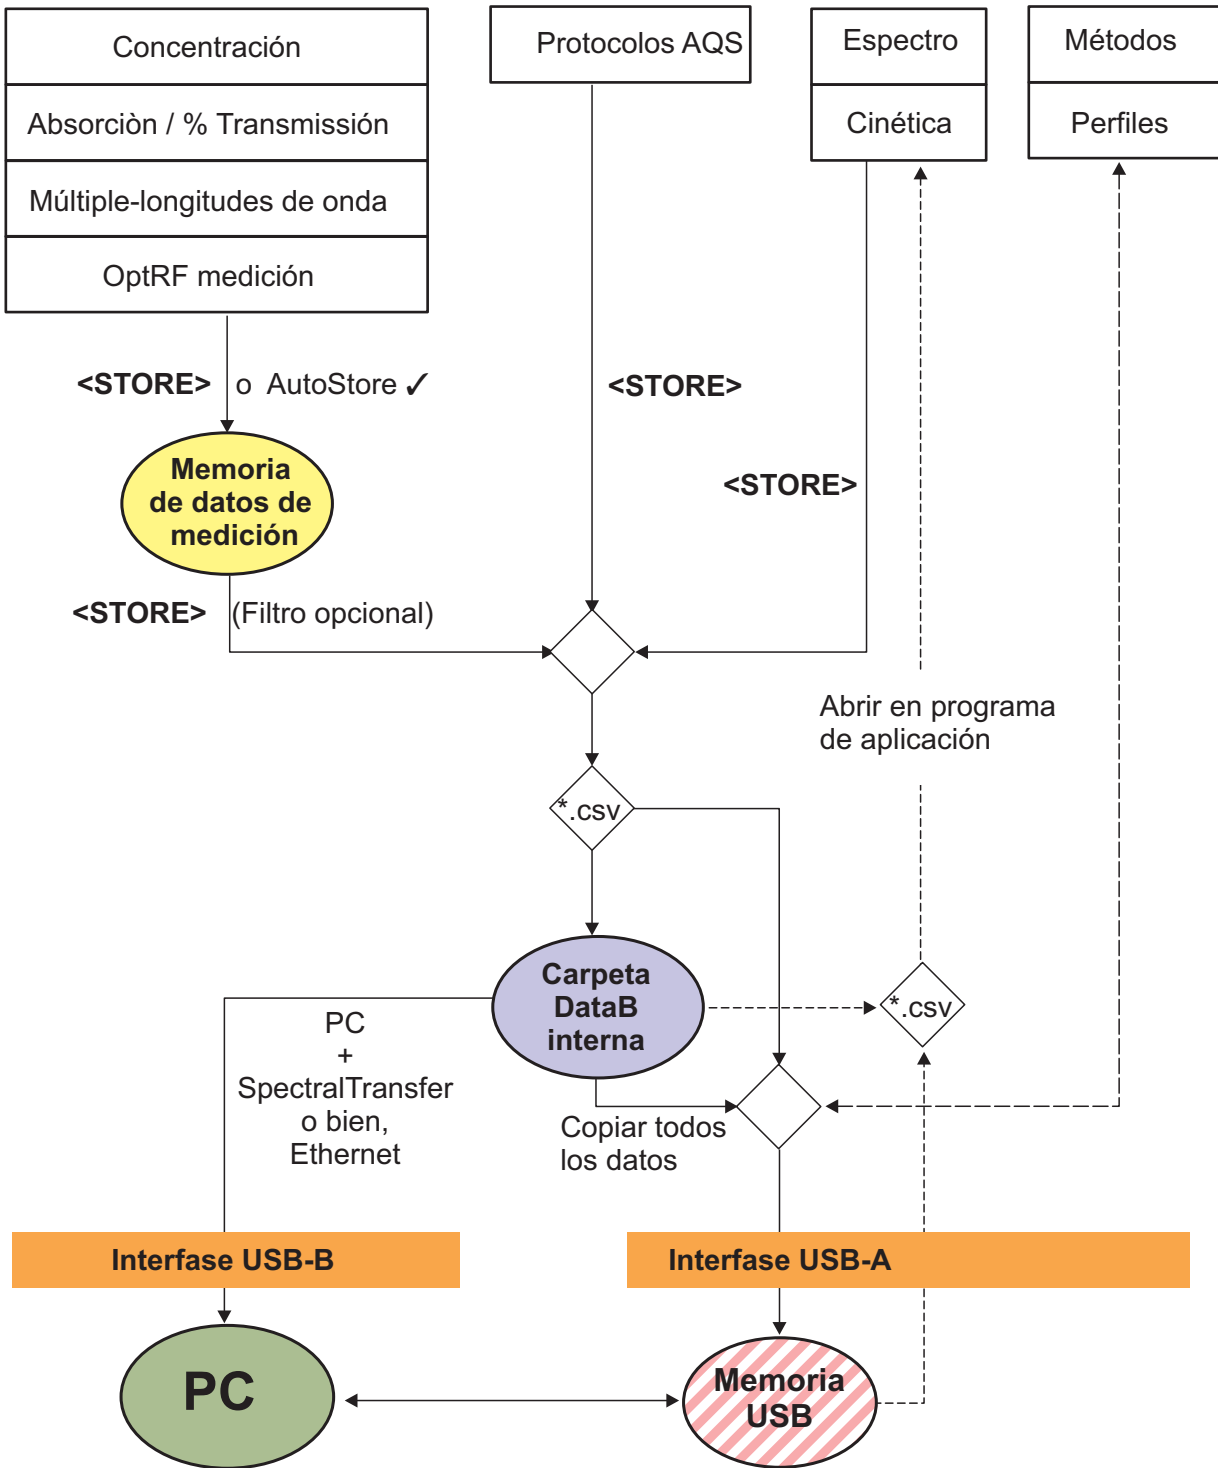 Concentración
Absorciòn / % Transmissión
Múltiple-longitudes de onda
OptRF medición
Protocolos AQS
Espectro
Cinética
Métodos
Perfiles
<STORE> o AutoStore ✓
<STORE>
<STORE>
Memoria
de datos de
medición
<STORE> (Filtro opcional)
Abrir en programa
de aplicación
*.csv
Carpeta
DataB
interna
*.csv
PC
+
SpectralTransfer
o bien,
Ethernet
Copiar todos
los datos
Interfase USB-B
Interfase USB-A
PC
Memoria
USB